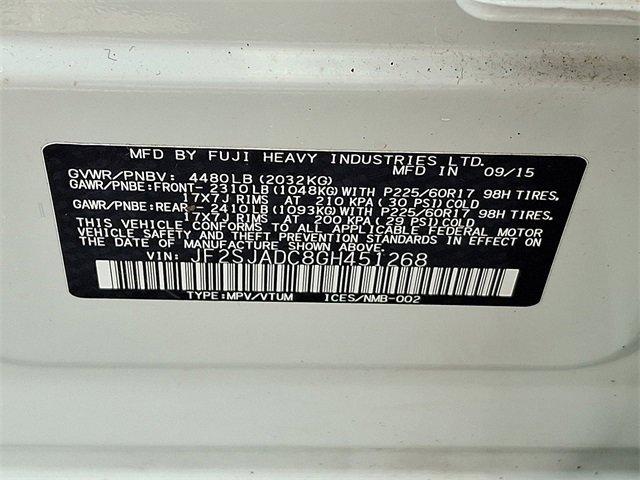 MFD BY FUJI HEAVY INDUSTRIES LTD.
MFD IN 09/15
GVWR/PNBV: 4480LB(2032KG)
GAWR/PNBE:FRONT- 2310LB(1048KG)WITH P225/60R17 98H TIRES,
17X7J RIMS AT 210 KPA(30 PSI)COLD
GAWR/PNBE:REAR - 2410LB(1093KG)WITH P225/60R17 98H TIRES,
17X7J RIMS AT 200 KPA(29 PSI)COLD
THIS VEHICLE CONFORMS TO ALL APPLICABLE FEDERAL MOTOR
VEHICLE SAFETY AND THEFT PREVENTION STANDARDS IN EFFECT ON
THE DATE OF MANUFACTURE SHOWN ABOVE.
VIN: JF2SJADC8GH451268
TYPE:MPV/VTUM ICES/NMB-002